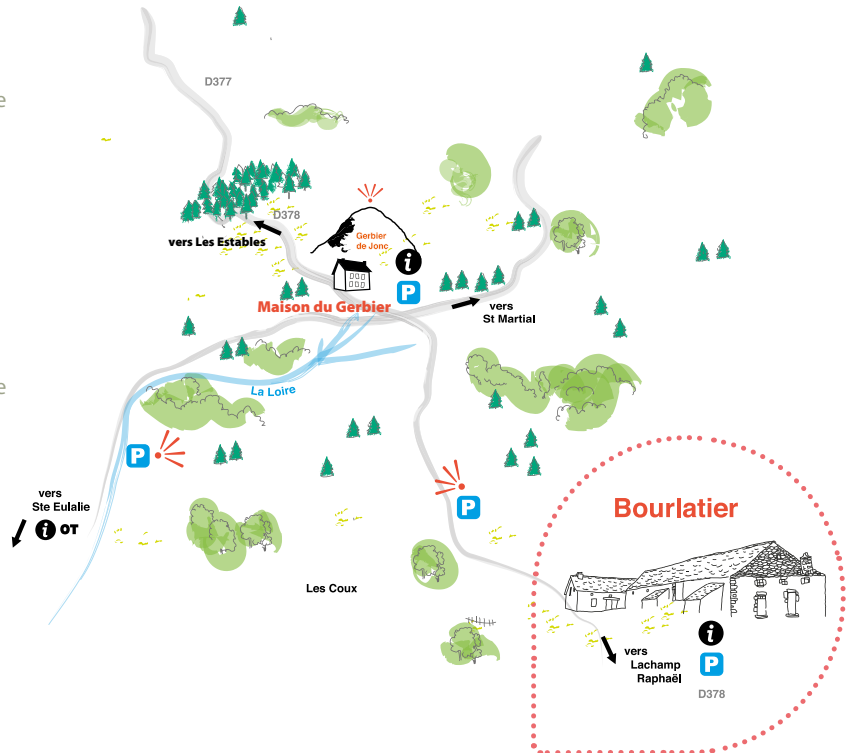 D377
e
D378
vers Les Estables
Gerbier
de Jonc
i
P
Maison du Gerbier
vers
St Martial
La Loire
e
P
vers
Ste Eulalie
i OT
P
Bourlatier
Les Coux
i
vers
Lachamp
Raphaël
P
D378